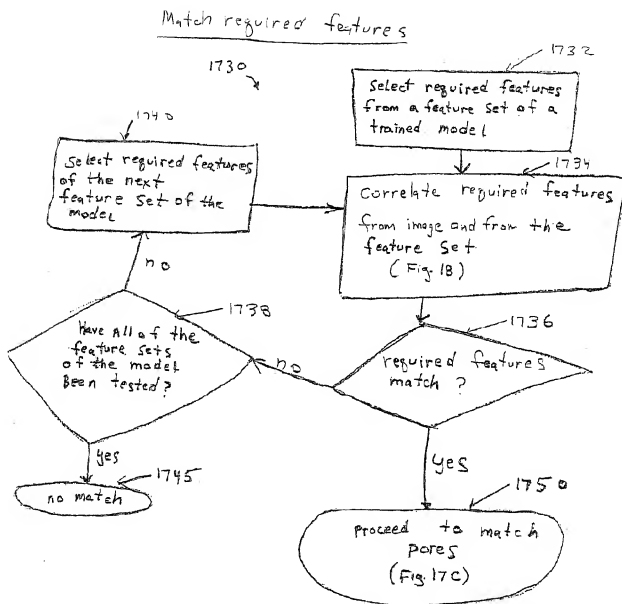 Match required features
1730
1732
Select required features
from a feature set of a
trained model
1734
Correlate required features
from image and from the
feature set
(Fig. 18)
1736
required features
match?
no
yes
1738
Have All of the
feature sets
of the model
Been tested?
no
yes
1740
Select required features
of the next
feature set of the
model
1745
no match
1750
proceed to match
pores
(Fig. 17C)